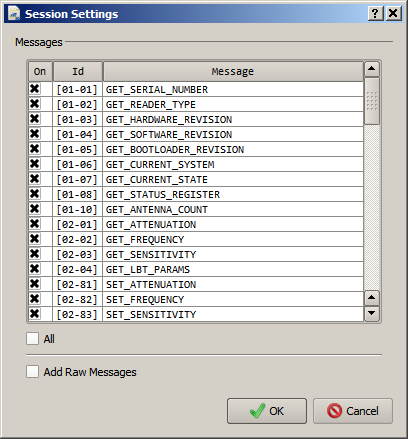 Session Settings
Messages
On Id Message
[01-01] GET_SERIAL_NUMBER
[01-02] GET_READER_TYPE
[01-03] GET_HARDWARE_REVISION
[01-04] GET_SOFTWARE_REVISION
[01-05] GET_BOOTLOADER_REVISION
[01-06] GET_CURRENT_SYSTEM
[01-07] GET_CURRENT_STATE
[01-08] GET_STATUS_REGISTER
[01-10] GET_ANTENNA_COUNT
[02-01] GET_ATTENUATION
[02-02] GET_FREQUENCY
[02-03] GET_SENSITIVITY
[02-04] GET_LBT_PARAMS
[02-81] SET_ATTENUATION
[02-82] SET_FREQUENCY
[02-83] SET_SENSITIVITY
All
Add Raw Messages
OK Cancel